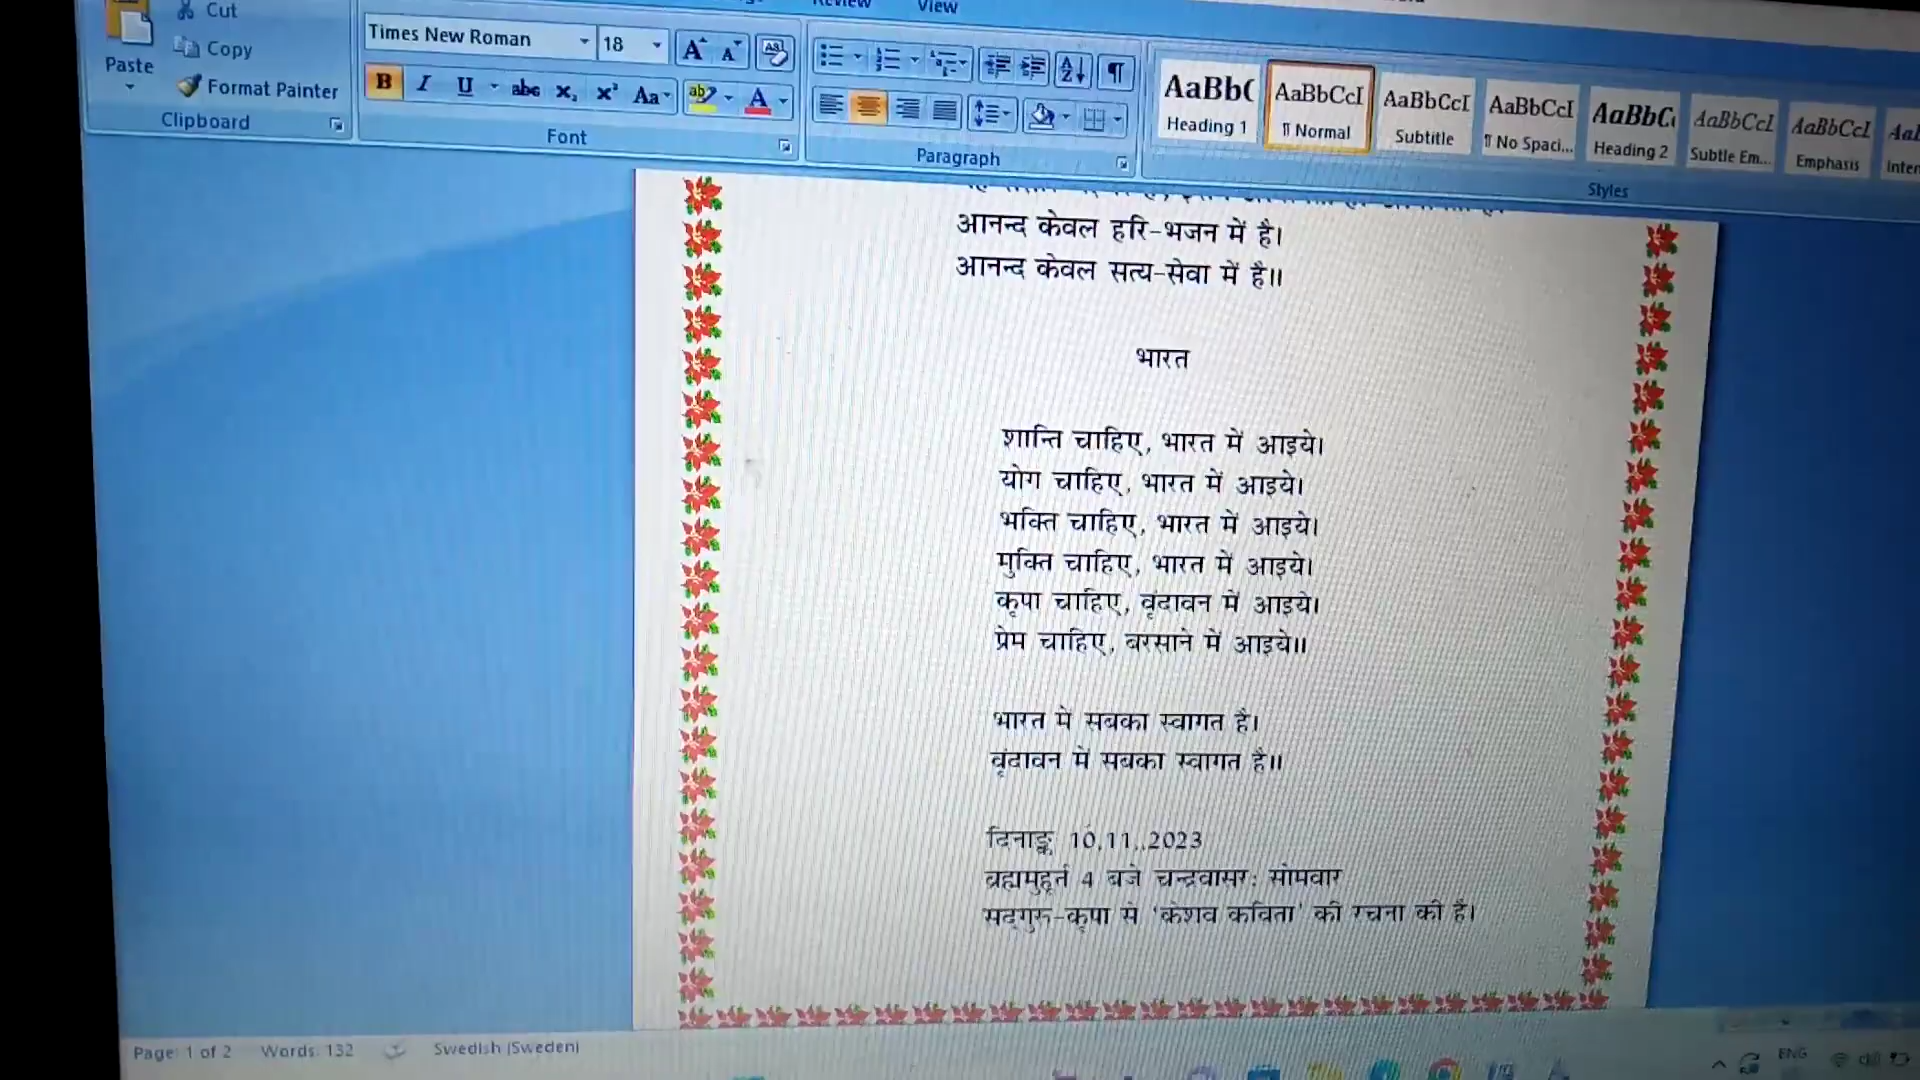 View
Cut
Copy
Paste
Format Painter
Clipboard
Times New Roman
18
Font
Paragraph
AaBbC
Heading 1
AaBbCcI
¶ Normal
AaBbCcI
Subtitle
AaBbCcI
¶ No Spaci...
AaBbC
Heading 2
AaBbCcI
Subtle Em...
AaBbCcI
Emphasis
Styles
आनन्द केवल हरि-भजन में है।
आनन्द केवल सत्य-सेवा में है॥
भारत
शान्ति चाहिए, भारत में आइये।
योग चाहिए, भारत में आइये।
भक्ति चाहिए, भारत में आइये।
मुक्ति चाहिए, भारत में आइये।
कृपा चाहिए, वृंदावन में आइये।
प्रेम चाहिए, बरसाने में आइये॥
भारत में सबका स्वागत है।
वृंदावन में सबका स्वागत है॥
दिनाङ्क 10.11..2023
ब्रह्ममुहूर्त 4 बजे चन्द्रवासरः सोमवार
सद्‌गुरु-कृपा से 'केशव कविता' की रचना की है।
Page: 1 of 2 Words: 132 Swedish (Sweden)
ENG